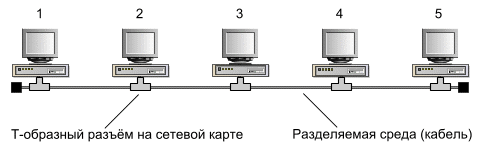 1 2 3 4 5
Т-образный разъём на сетевой карте
Разделяемая среда (кабель)